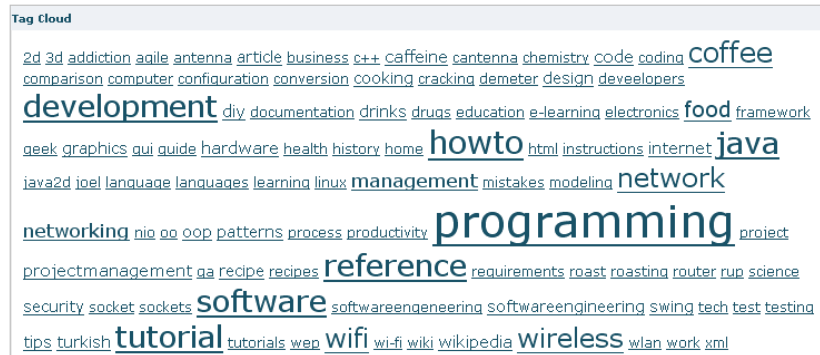 Tag Cloud
2d 3d addiction agile antenna article business c++ caffeine cantenna chemistry code coding coffee
comparison computer configuration conversion cooking cracking demeter design deveelopers
development diy documentation drinks drugs education e-learning electronics food framework
geek graphics gui guide hardware health history home howto html instructions internet java
java2d joel language languages learning linux management mistakes modeling network
networking nio oo oop patterns process productivity programming project
projectmanagement qa recipe recipes reference requirements roast roasting router rup science
security socket sockets software softwareengeneering softwareengineering swing tech test testing
tips turkish tutorial tutorials wep wifi wi-fi wiki wikipedia wireless wlan work xml